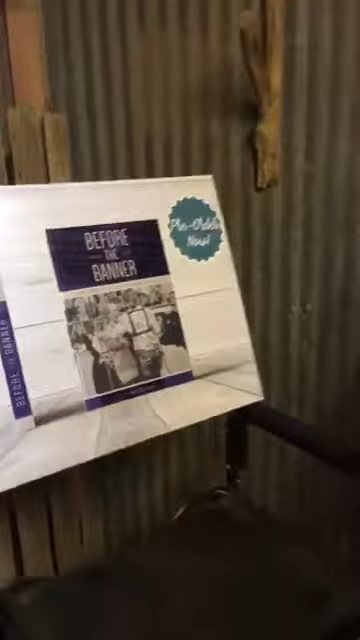 BEFORE
THE
BANNER
Pre-Order
Now!
BEFORE THE BANNER